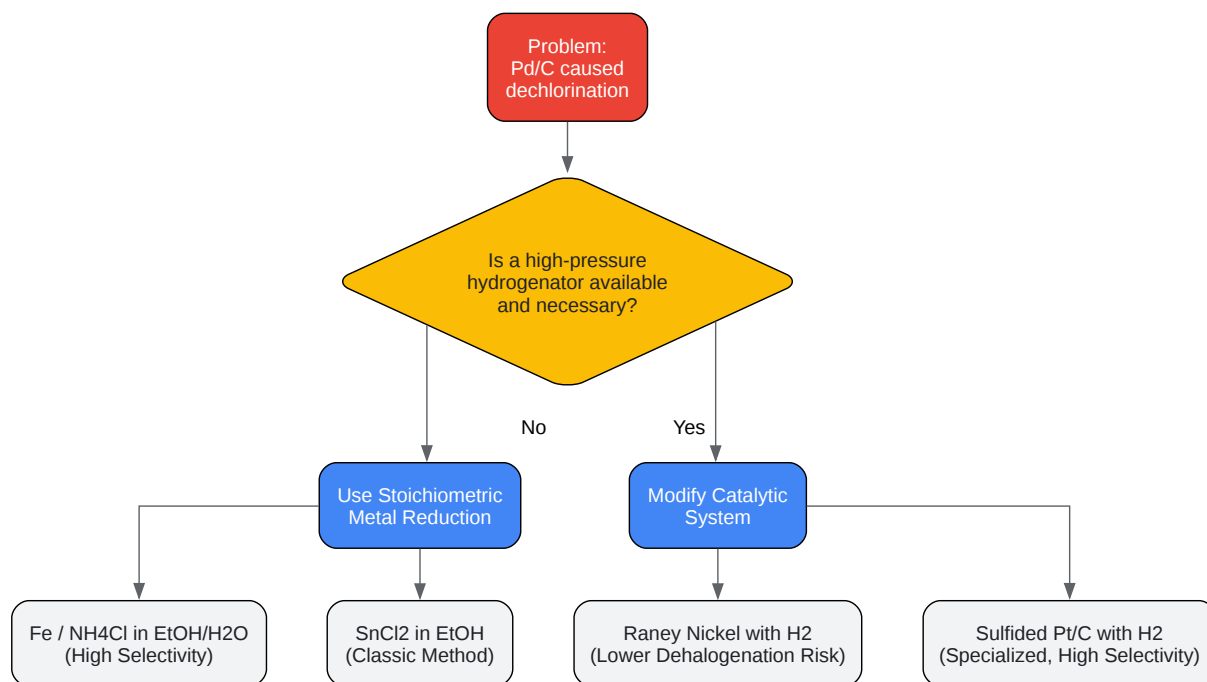 Problem:
Pd/C caused
dechlorination
Is a high-pressure
hydrogenator available
and necessary?
No
Yes
Use Stoichiometric
Metal Reduction
Modify Catalytic
System
Fe / NH4Cl in EtOH/H2O
(High Selectivity)
SnCl2 in EtOH
(Classic Method)
Raney Nickel with H2
(Lower Dehalogenation Risk)
Sulfided Pt/C with H2
(Specialized, High Selectivity)